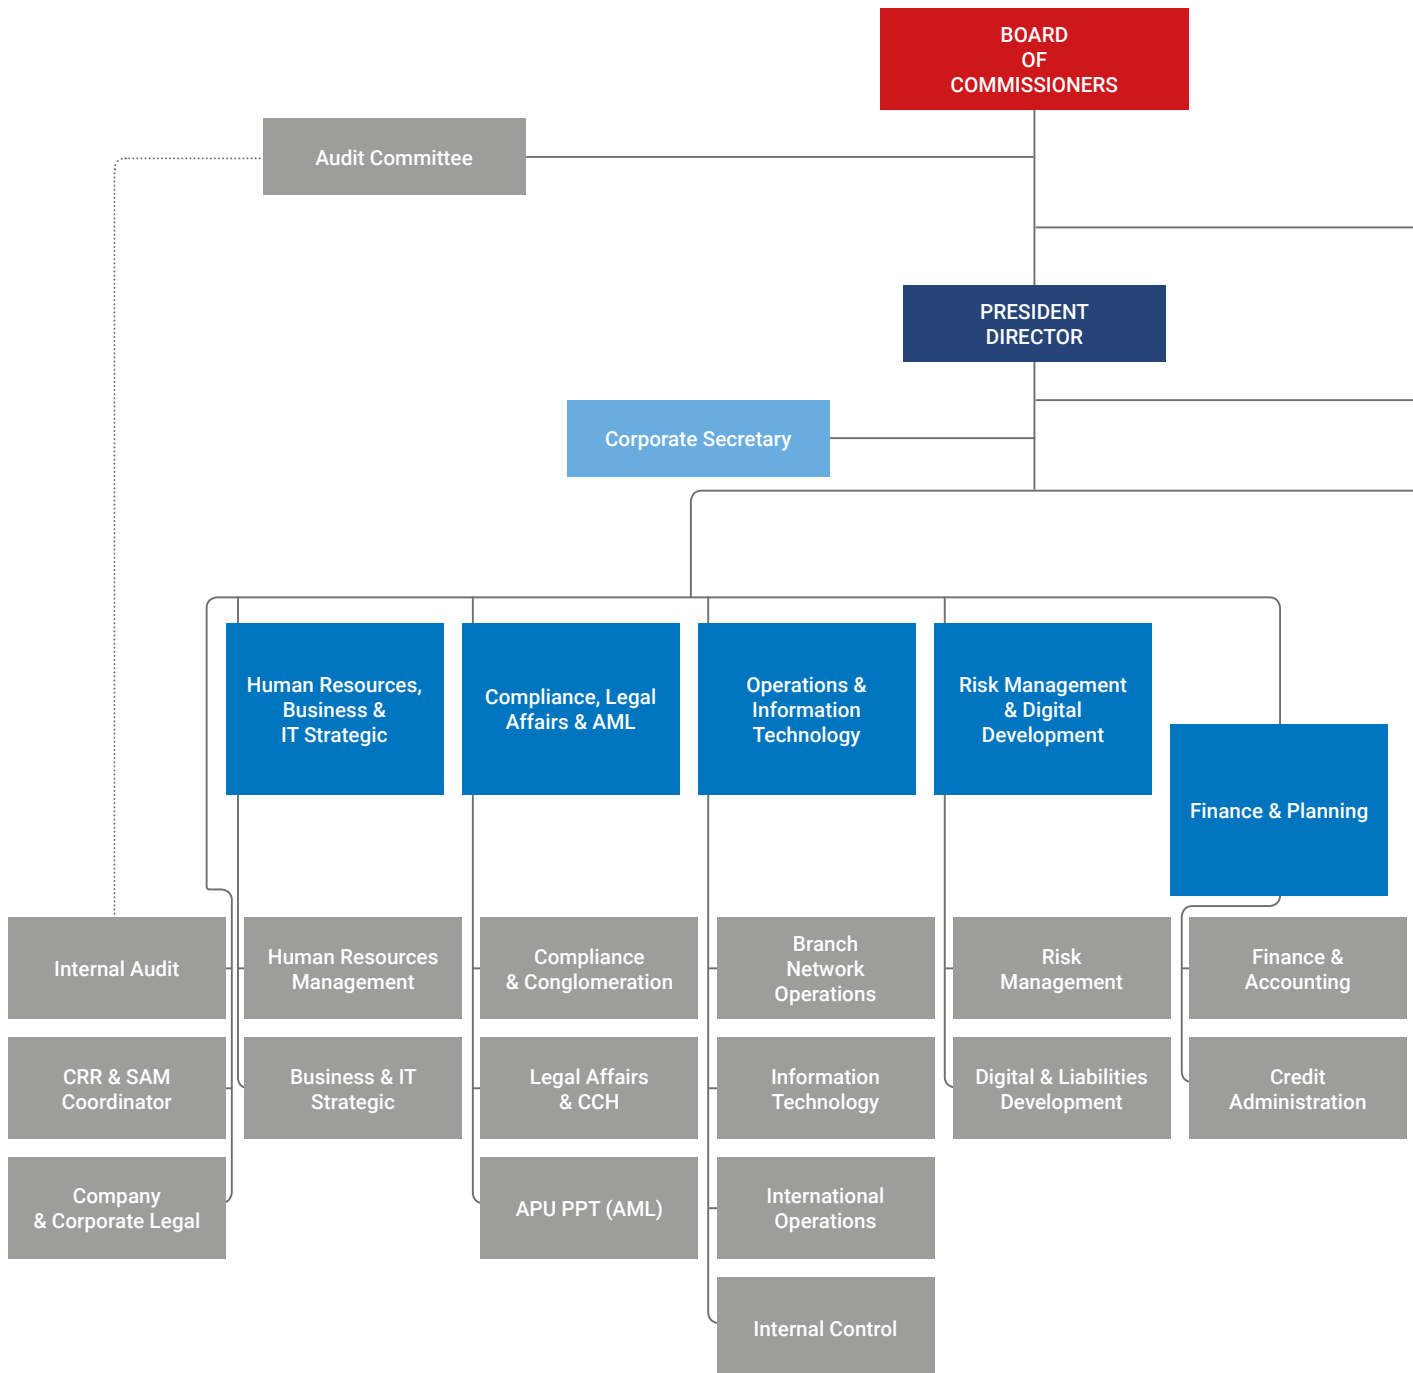 BOARD
OF
COMMISSIONERS
Audit Committee
PRESIDENT
DIRECTOR
Corporate Secretary
Human Resources,
Business &
IT Strategic
Compliance, Legal
Affairs & AML
Operations &
Information
Technology
Risk Management
& Digital
Development
Finance & Planning
Internal Audit
Human Resources
Management
Compliance
& Conglomeration
Branch
Network
Operations
Risk
Management
Finance &
Accounting
CRR & SAM
Coordinator
Business & IT
Strategic
Legal Affairs
& CCH
Information
Technology
Digital & Liabilities
Development
Credit
Administration
Company
& Corporate Legal
APU PPT (AML)
International
Operations
Internal Control